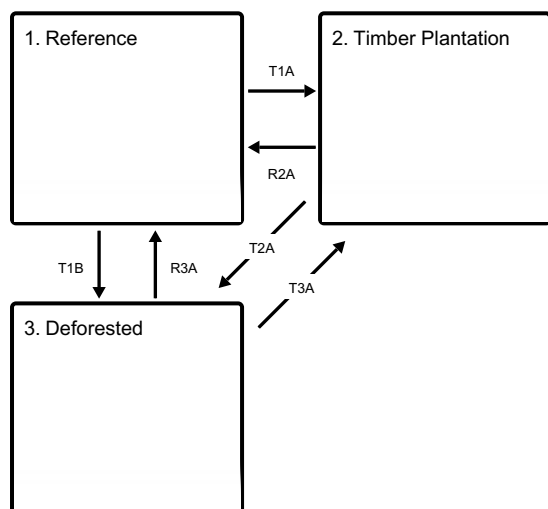 1. Reference
2. Timber Plantation
T1A
R2A
T1B
R3A
T2A
T3A
3. Deforested